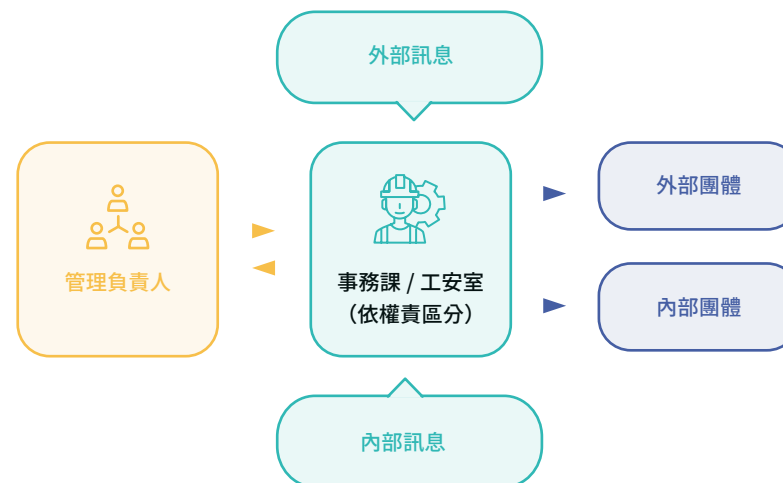 外部訊息
管理負責人
事務課 / 工安室
（依權責區分）
外部團體
內部團體
內部訊息